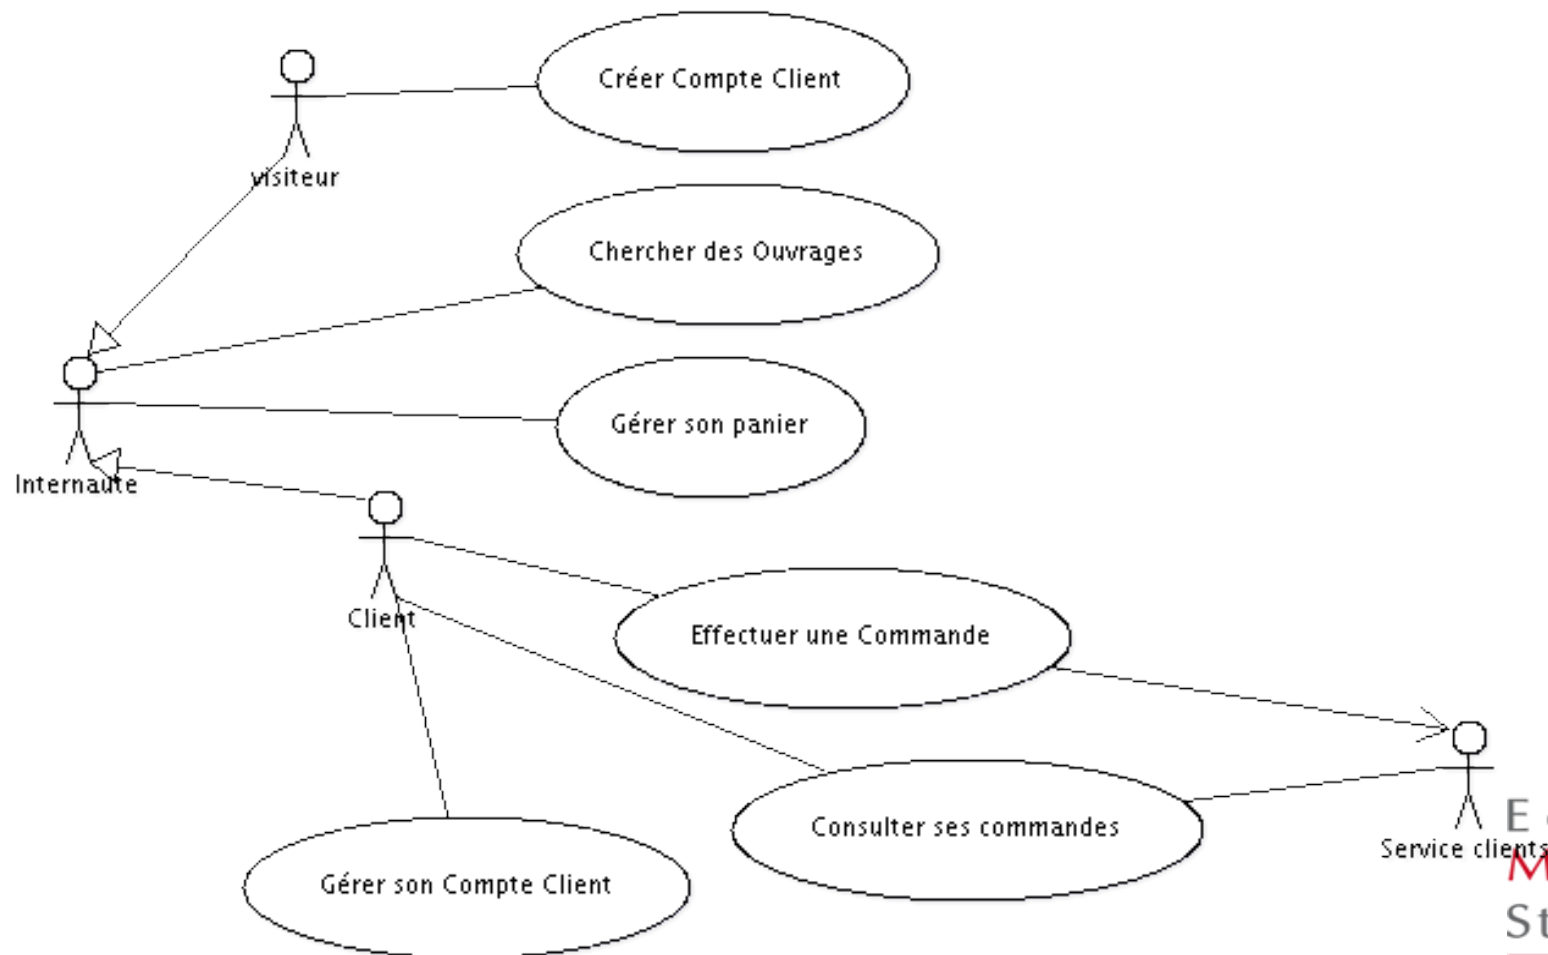 Créer Compte Client
visiteur
Chercher des Ouvrages
Gérer son panier
Internaute
Client
Effectuer une Commande
Consulter ses commandes
Service clients
Gérer son Compte Client
E
M
St